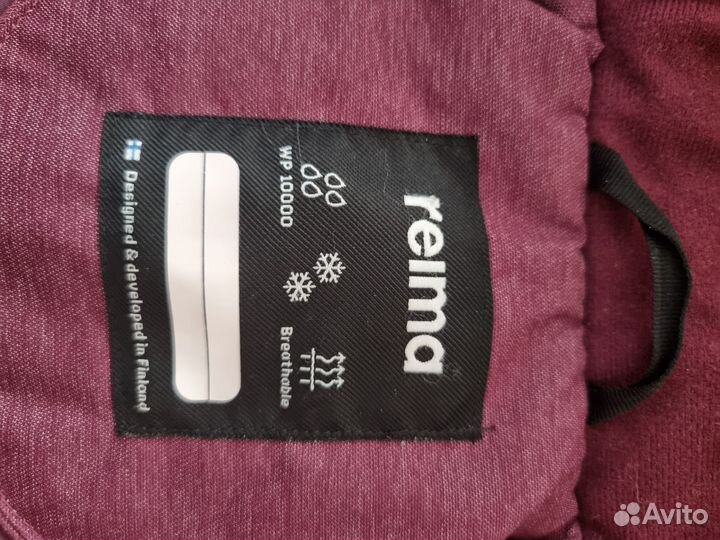 reima
WP 10000
Breathable
Designed & developed in Finland
Avito